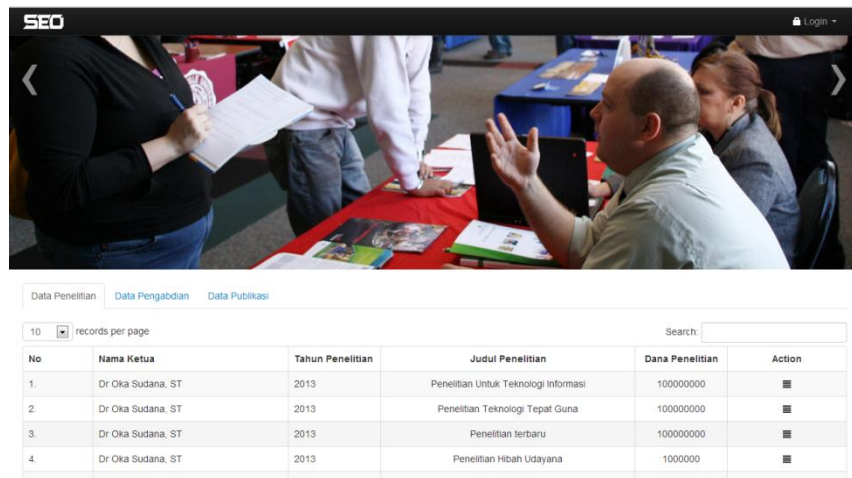 SEO Login
Data Penelitian Data Pengabdian Data Publikasi
10 records per page Search:
No Nama Ketua Tahun Penelitian Judul Penelitian Dana Penelitian Action
1. Dr Oka Sudana, ST 2013 Penelitian Untuk Teknologi Informasi 100000000
2. Dr Oka Sudana, ST 2013 Penelitian Teknologi Tepat Guna 100000000
3. Dr Oka Sudana, ST 2013 Penelitian terbaru 100000000
4. Dr Oka Sudana, ST 2013 Penelitian Hibah Udayana 1000000